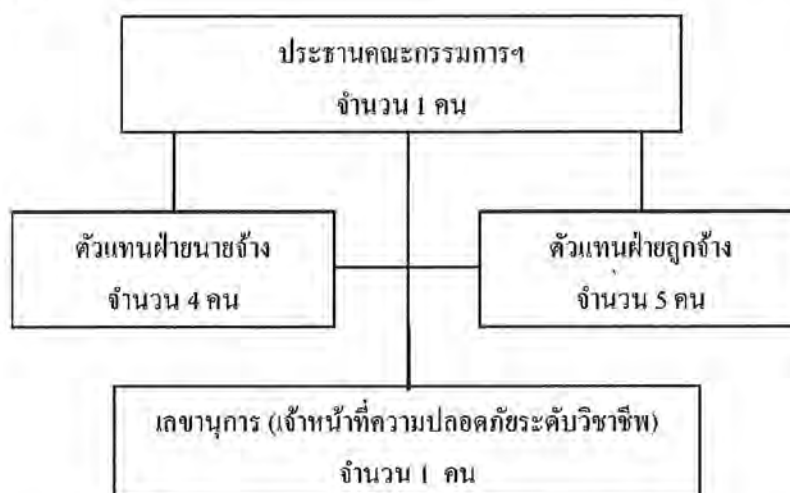 ประธานคณะกรรมการฯ
จำนวน 1 คน
ตัวแทนฝ่ายนายจ้าง
จำนวน 4 คน
ตัวแทนฝ่ายลูกจ้าง
จำนวน 5 คน
เลขานุการ (เจ้าหน้าที่ความปลอดภัยระดับวิชาชีพ)
จำนวน 1 คน